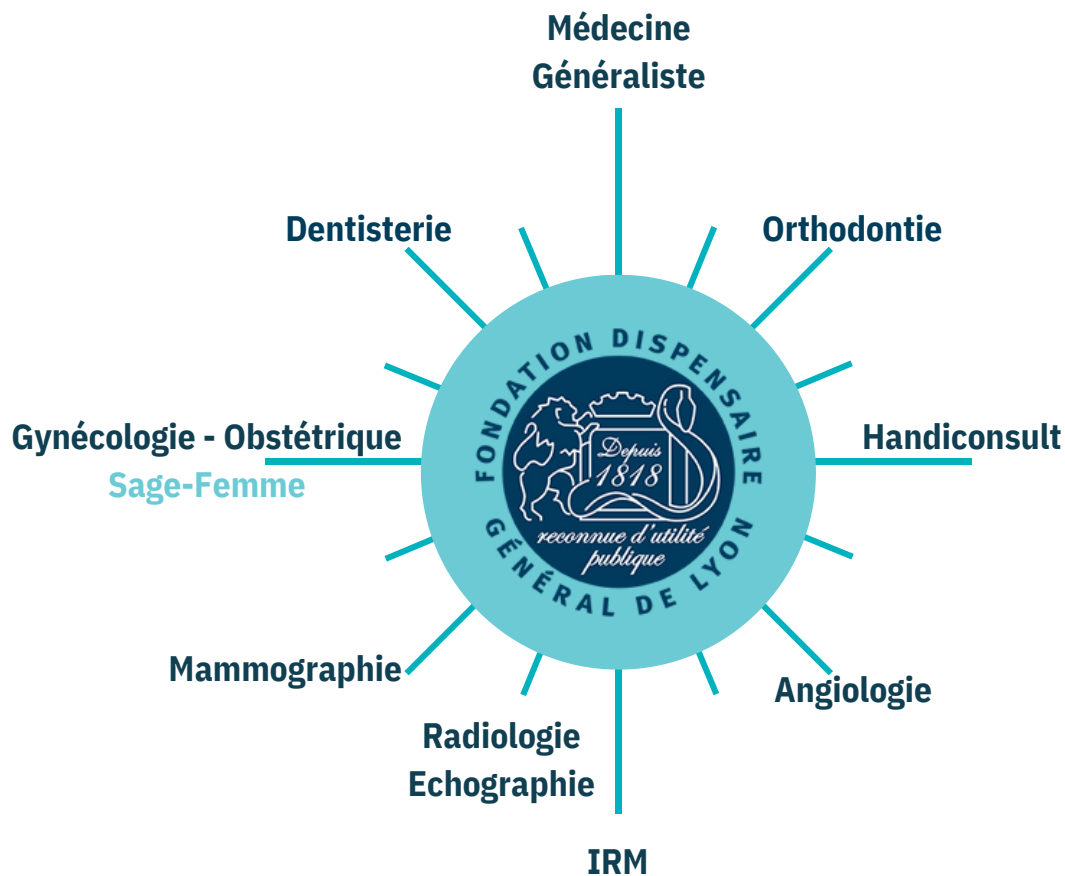 Médecine
Généraliste
Dentisterie
Orthodontie
FONDATION DISPENSAIRE
GÉNÉRAL DE LYON
Depuis
1818
reconnue d'utilité
publique
Gynécologie - Obstétrique
Sage-Femme
Handiconsult
Mammographie
Angiologie
Radiologie
Echographie
IRM